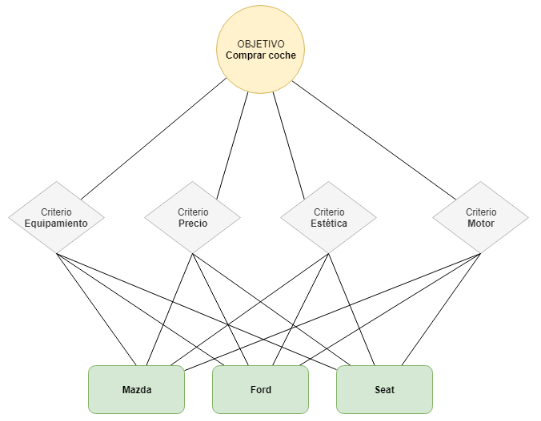 OBJETIVO
Comprar coche
Criterio
Equipamiento
Criterio
Precio
Criterio
Estética
Criterio
Motor
Mazda
Ford
Seat